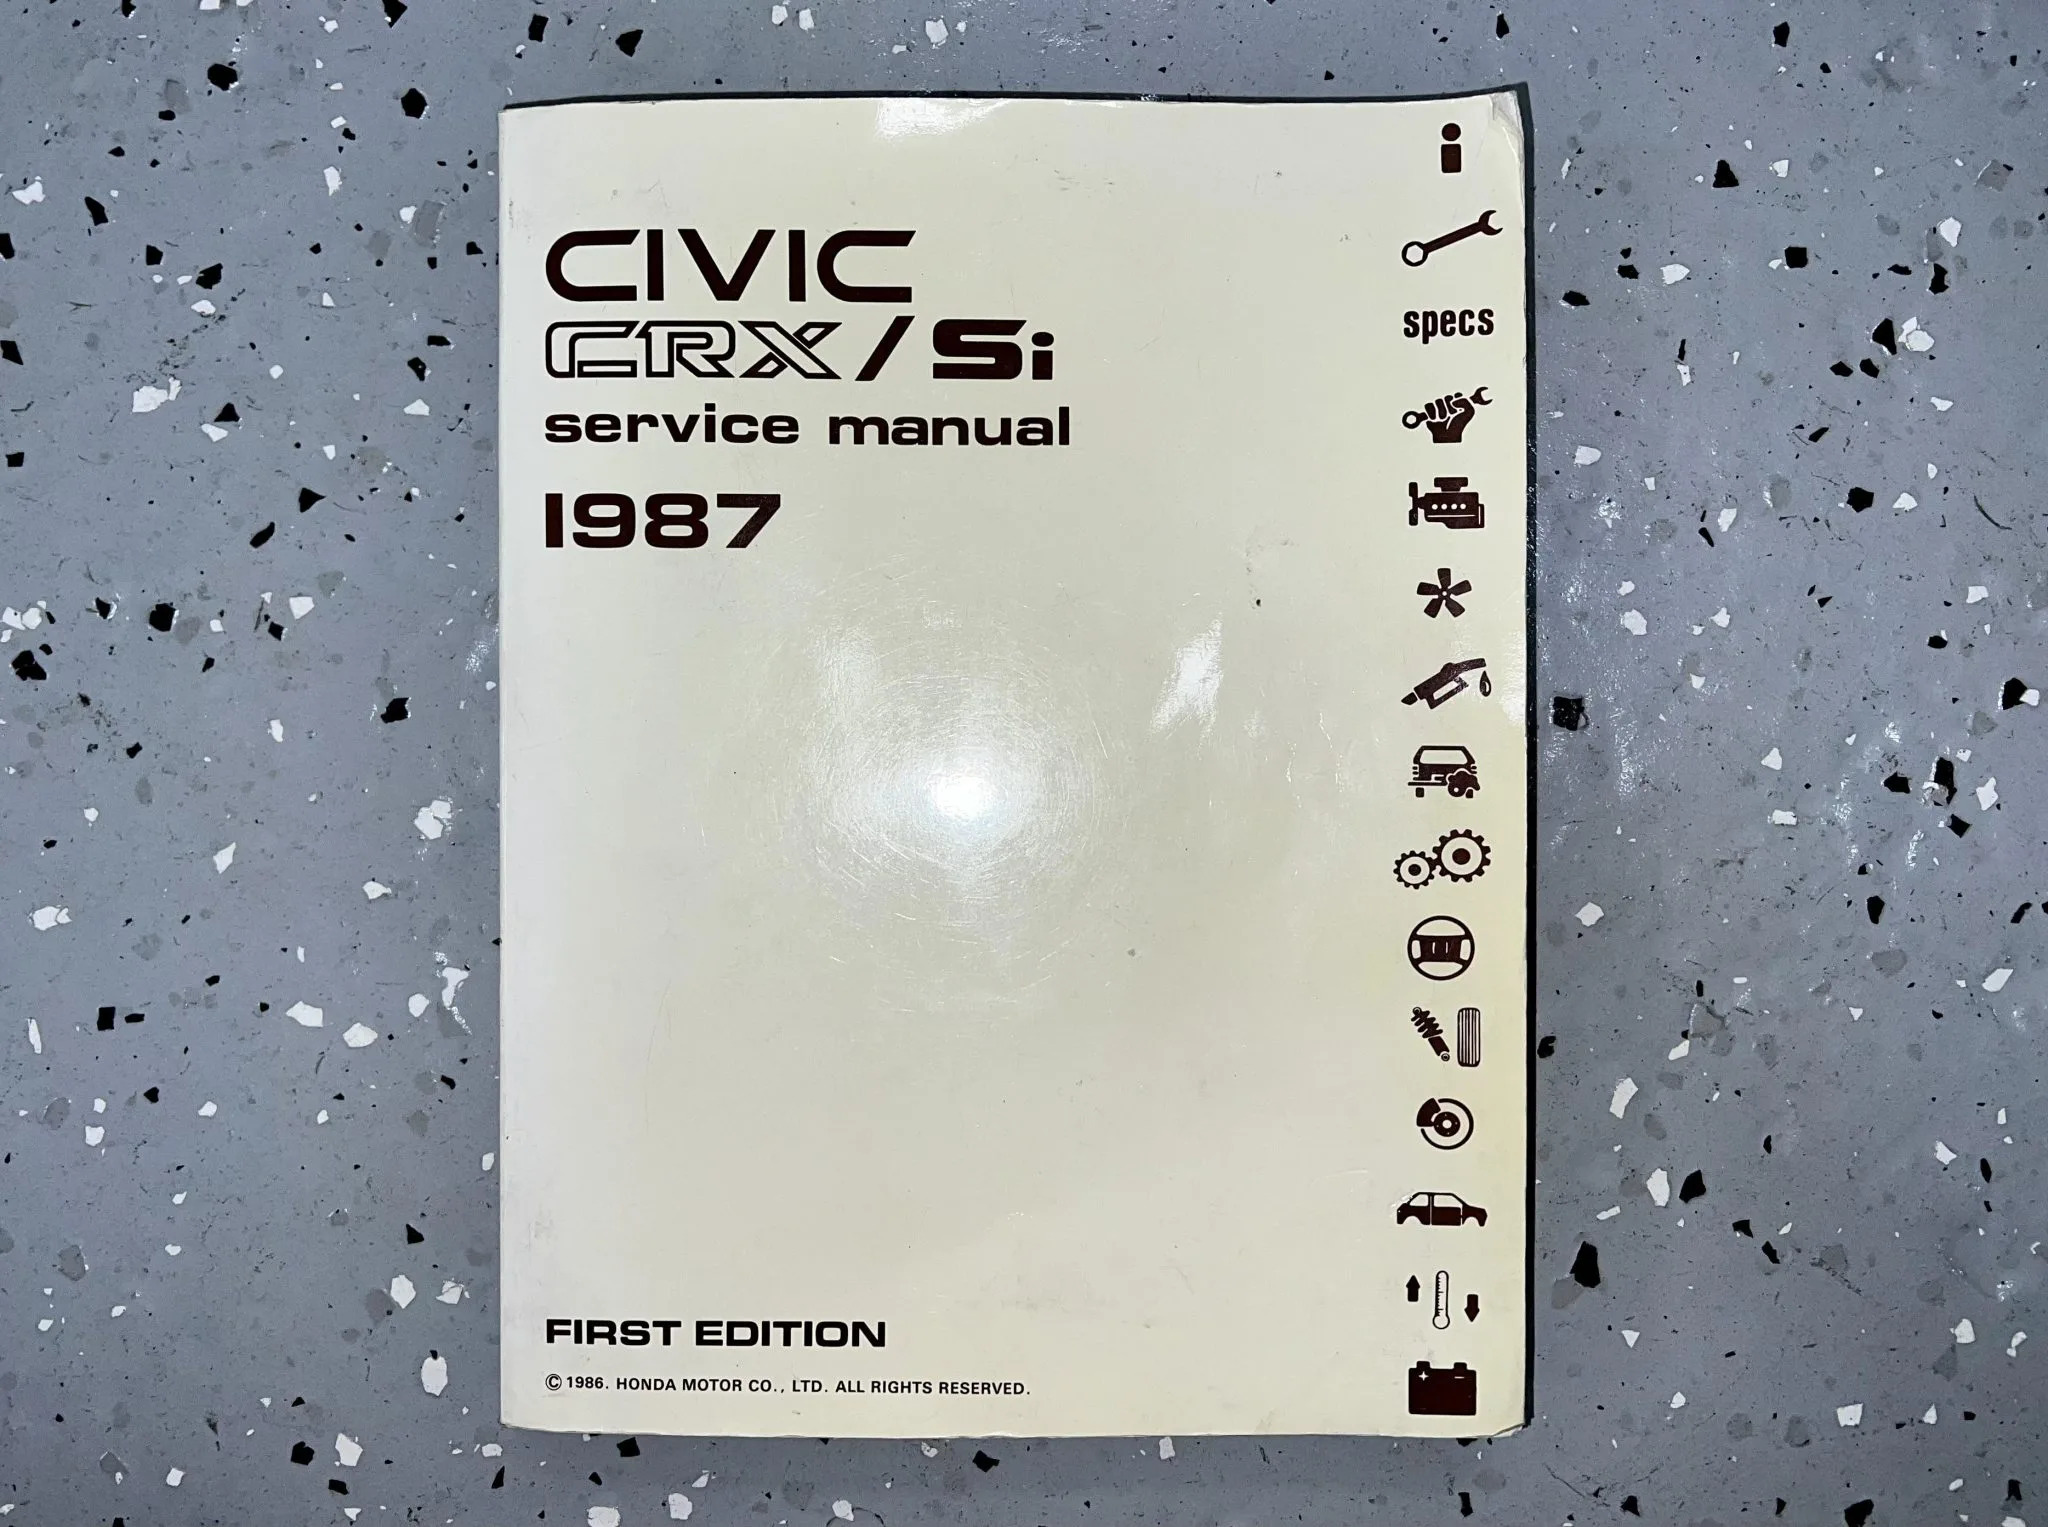 CIVIC
CRX/Si
service manual
1987
specs
FIRST EDITION
©1986. HONDA MOTOR CO., LTD. ALL RIGHTS RESERVED.